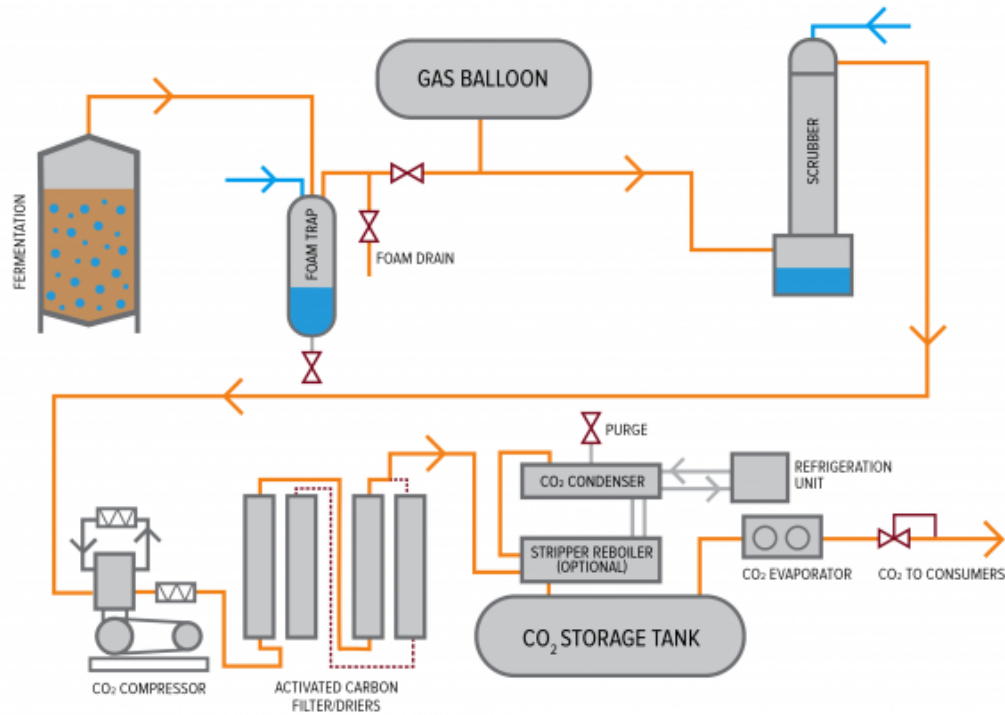 GAS BALLOON
SCRUBBER
FERMENTATION
FOAM TRAP
FOAM DRAIN
PURGE
CO₂ CONDENSER
REFRIGERATION
UNIT
STRIPPER REBOILER
(OPTIONAL)
CO₂ EVAPORATOR
CO₂ TO CONSUMERS
CO₂ STORAGE TANK
CO₂ COMPRESSOR
ACTIVATED CARBON
FILTER/DRIERS